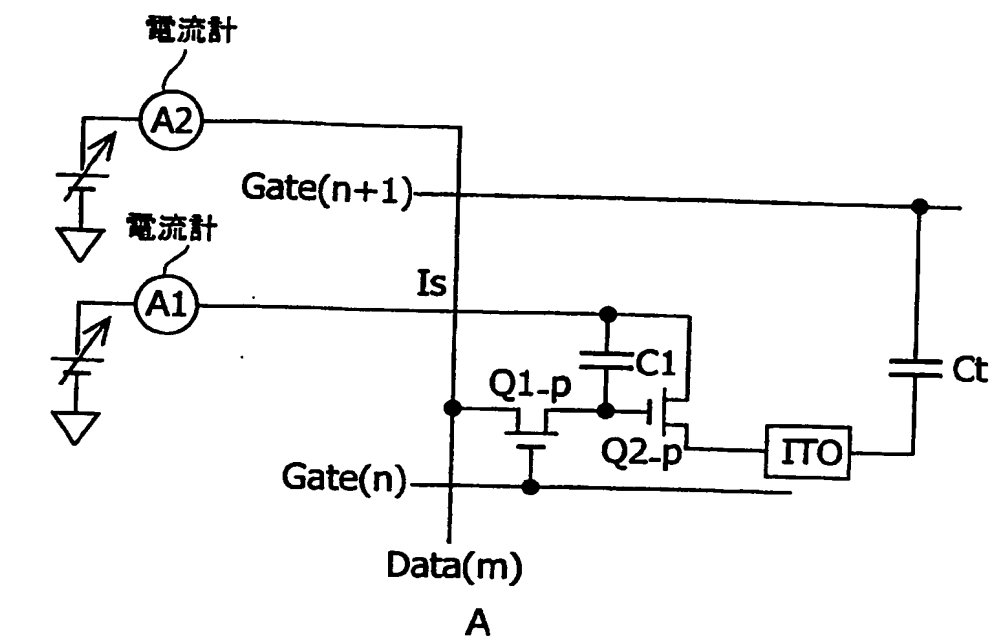 電流計
A2
Gate(n+1)
電流計
Is
A1
C1
Ct
Q1-p
Q2-p
ITO
Gate(n)
Data(m)
A